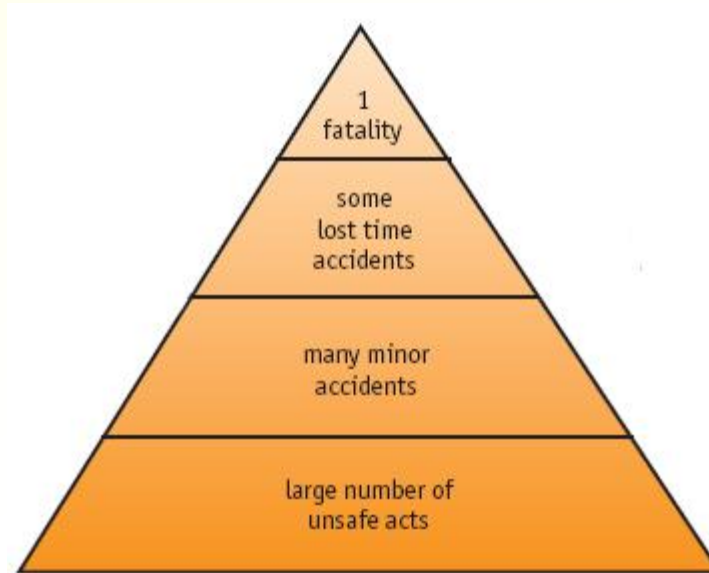 1
fatality
some
lost time
accidents
many minor
accidents
large number of
unsafe acts